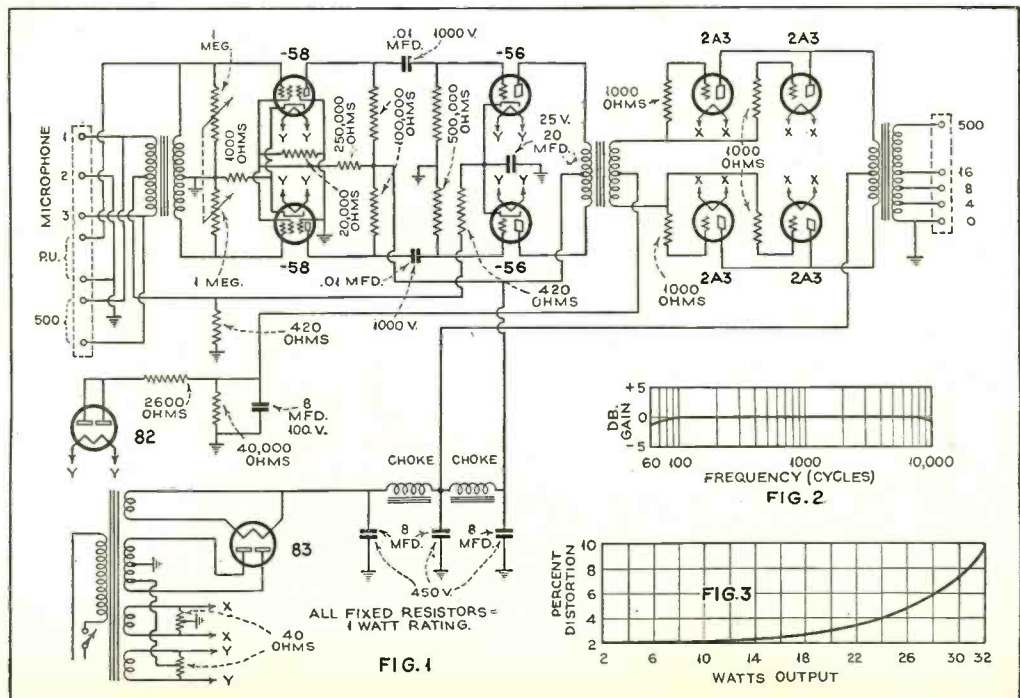 1
MEG.
-58
.01
MFD.
1000 V.
-56
2A3
2A3
MICROPHONE
1
2
3
P.U.
500
1000
OHMS
Y Y
Y Y
250,000
OHMS
20,000
OHMS
100,000
OHMS
500,000
OHMS
25 V.
20
MFD.
Y Y
Y Y
1000
OHMS
X X
X X
1000
OHMS
X X
X X
500
16
8
4
0
-58
1 MEG.
.01 MFD.
1000 V.
-56
420
OHMS
1000
OHMS
2A3
2A3
420
OHMS
2600
OHMS
82
Y Y
40,000
OHMS
8
MFD.
100 V.
DB.
GAIN
+5
0
-5
60 100 1000 10,000
FREQUENCY (CYCLES)
FIG. 2
CHOKE CHOKE
83
8
MFD.
8
MFD.
450 V.
ALL FIXED RESISTORS =
1 WATT RATING.
X
X
Y
Y
40
OHMS
FIG. 1
PERCENT
DISTORTION
10
8
6
4
2
FIG. 3
2 6 10 14 18 22 26 30 32
WATTS OUTPUT